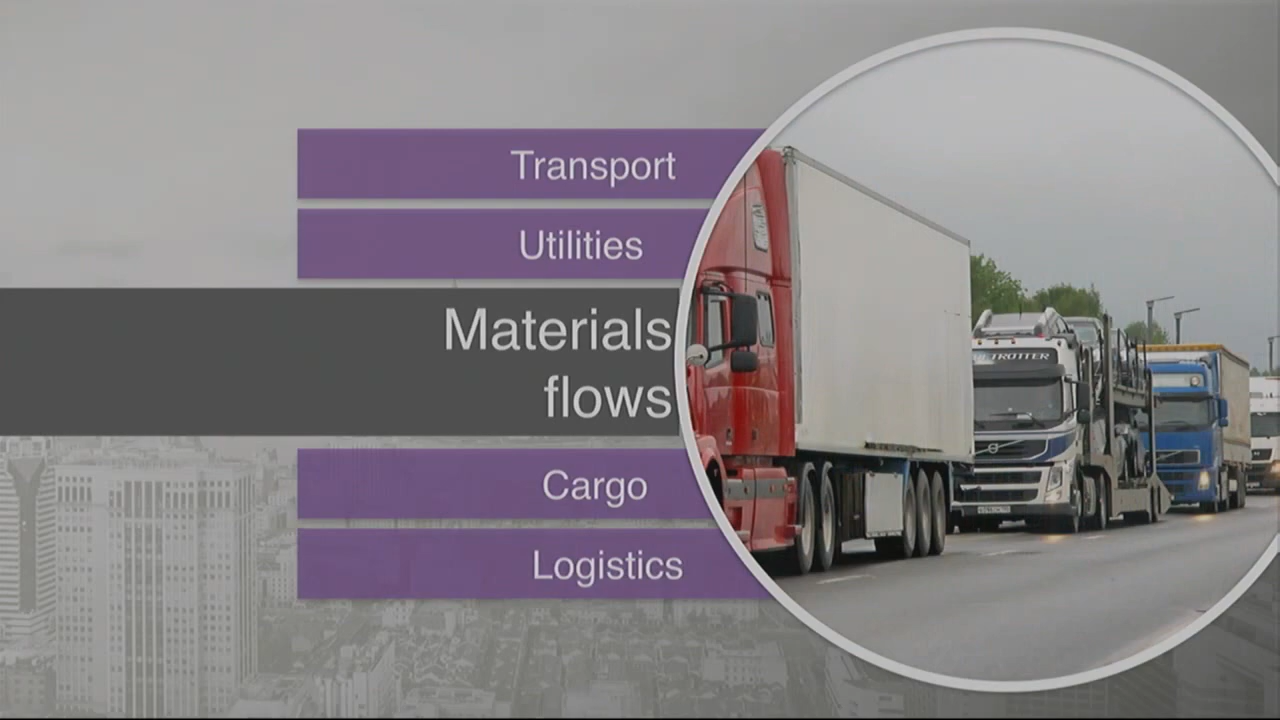 Transport
Utilities
Materials
flows
Cargo
Logistics
TROTTER